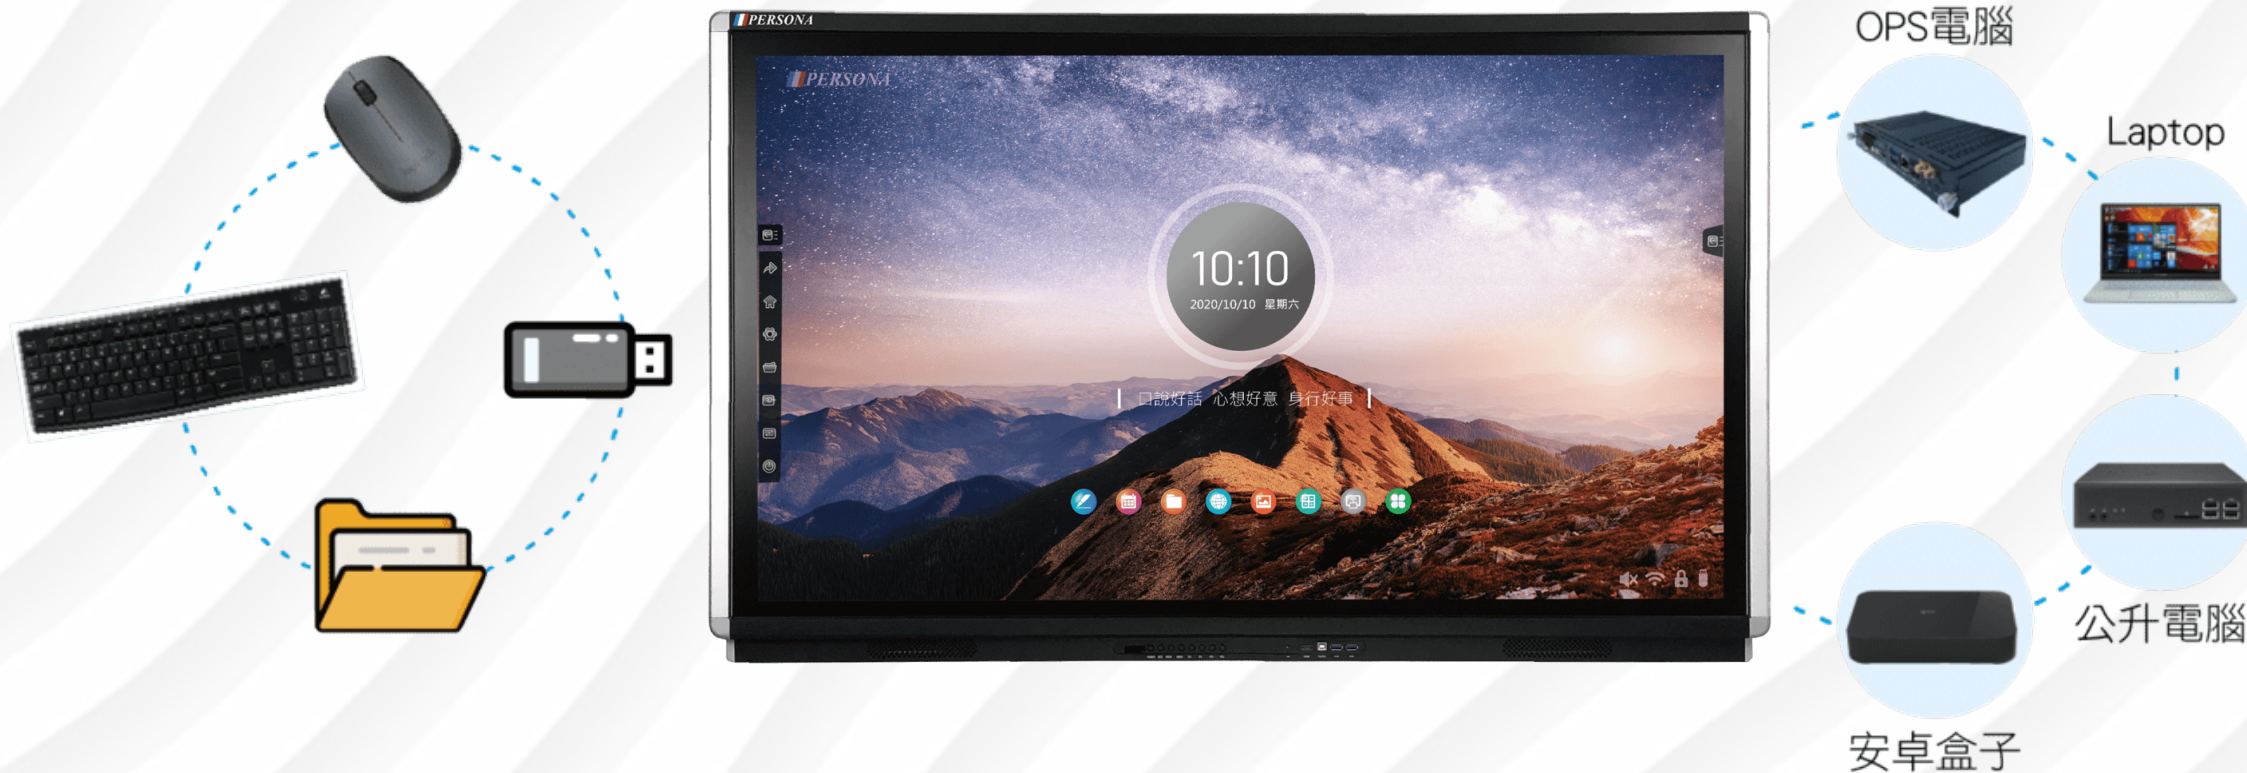 PERSONA
PERSONA
10:10
2020/10/10 星期六
口說好話 心想好意 身行好事
OPS電腦
Laptop
公升電腦
安卓盒子